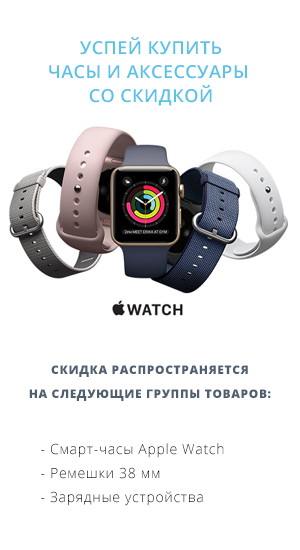 УСПЕЙ КУПИТЬ
ЧАСЫ И АКСЕССУАРЫ
СО СКИДКОЙ
WATCH
СКИДКА РАСПРОСТРАНЯЕТСЯ
НА СЛЕДУЮЩИЕ ГРУППЫ ТОВАРОВ:
- Смарт-часы Apple Watch
- Ремешки 38 мм
- Зарядные устройства